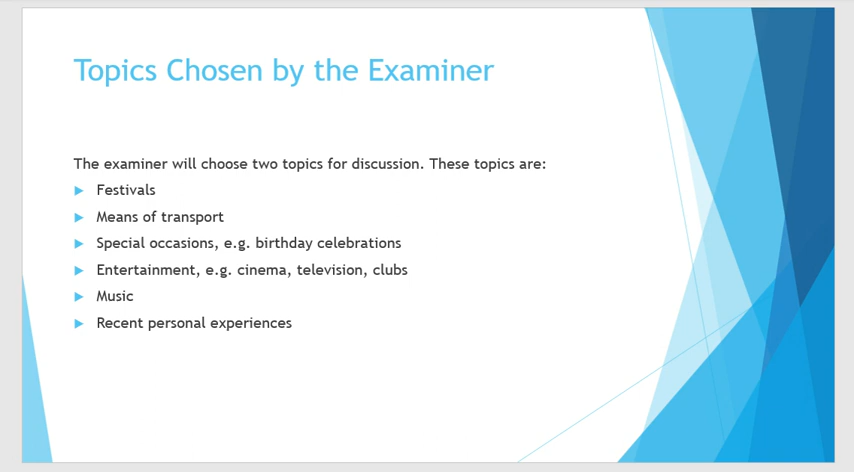 Topics Chosen by the Examiner
The examiner will choose two topics for discussion. These topics are:
Festivals
Means of transport
Special occasions, e.g. birthday celebrations
Entertainment, e.g. cinema, television, clubs
Music
Recent personal experiences